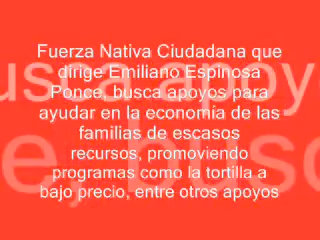 Fuerza Nativa Ciudadana que
dirige Emiliano Espinosa
Ponce, busca apoyos para
ayudar en la economía de las
familias de escasos
recursos, promoviendo
programas como la tortilla a
bajo precio, entre otros apoyos